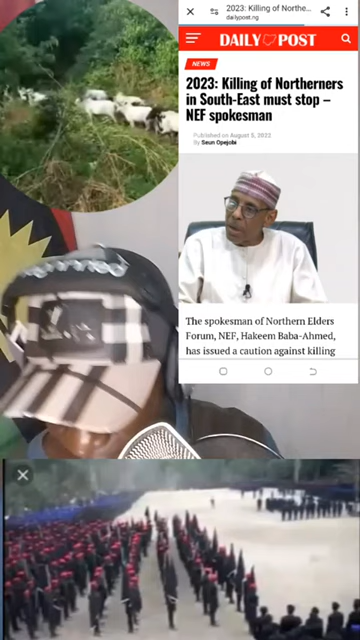 2023: Killing of Northe...
dailypost.ng
DAILY POST
NEWS
2023: Killing of Northerners
in South-East must stop –
NEF spokesman
Published on August 5, 2022
By Seun Opejobi
The spokesman of Northern Elders
Forum, NEF, Hakeem Baba-Ahmed,
has issued a caution against killing